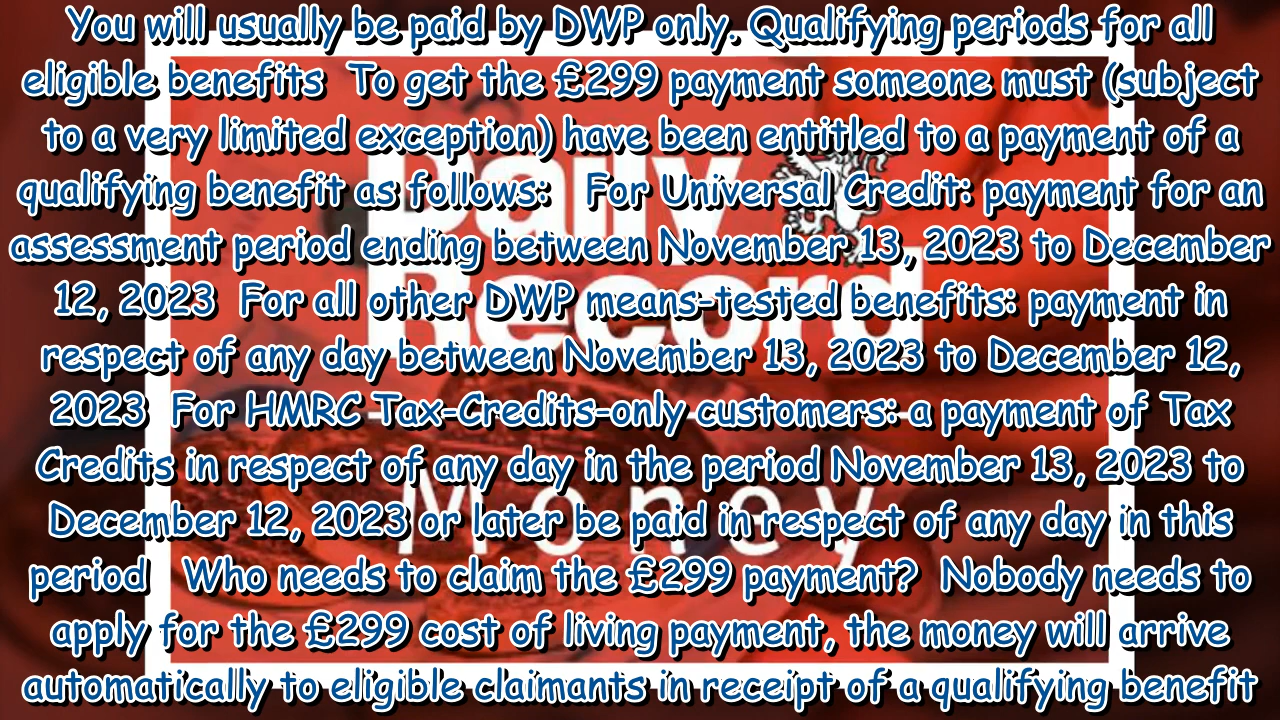 You will usually be paid by DWP only. Qualifying periods for all
eligible benefits To get the £299 payment someone must (subject
to a very limited exception) have been entitled to a payment of a
qualifying benefit as follows: For Universal Credit: payment for an
assessment period ending between November 13, 2023 to December
12, 2023 For all other DWP means-tested benefits: payment in
respect of any day between November 13, 2023 to December 12,
2023 For HMRC Tax-Credits-only customers: a payment of Tax
Credits in respect of any day in the period November 13, 2023 to
December 12, 2023 or later be paid in respect of any day in this
period Who needs to claim the £299 payment? Nobody needs to
apply for the £299 cost of living payment, the money will arrive
automatically to eligible claimants in receipt of a qualifying benefit
Daily
Record
Money